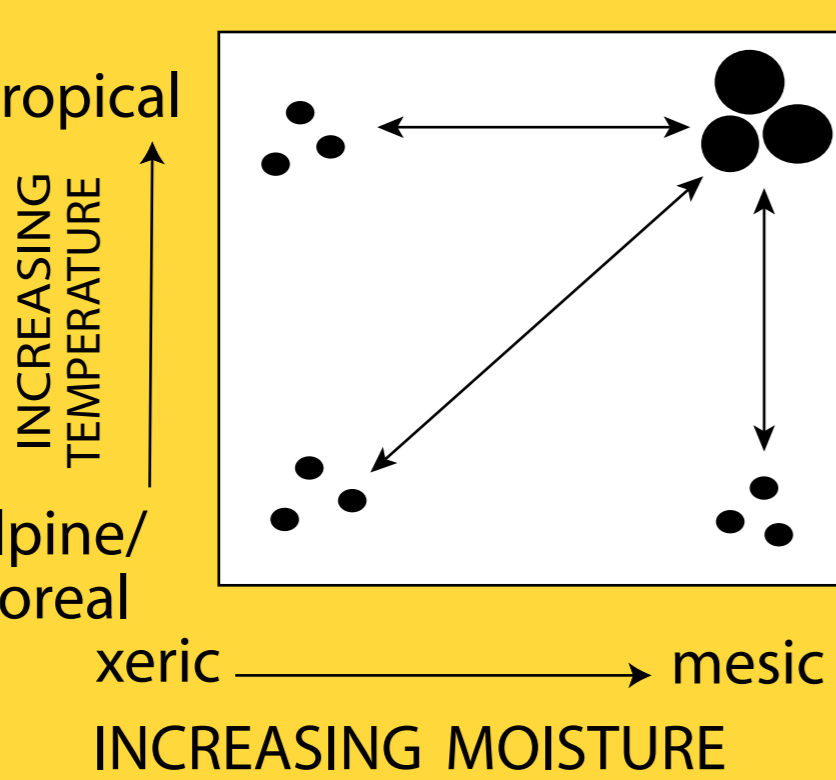 ropical
INCREASING
TEMPERATURE
lpine/
oreal
xeric
mesic
INCREASING MOISTURE